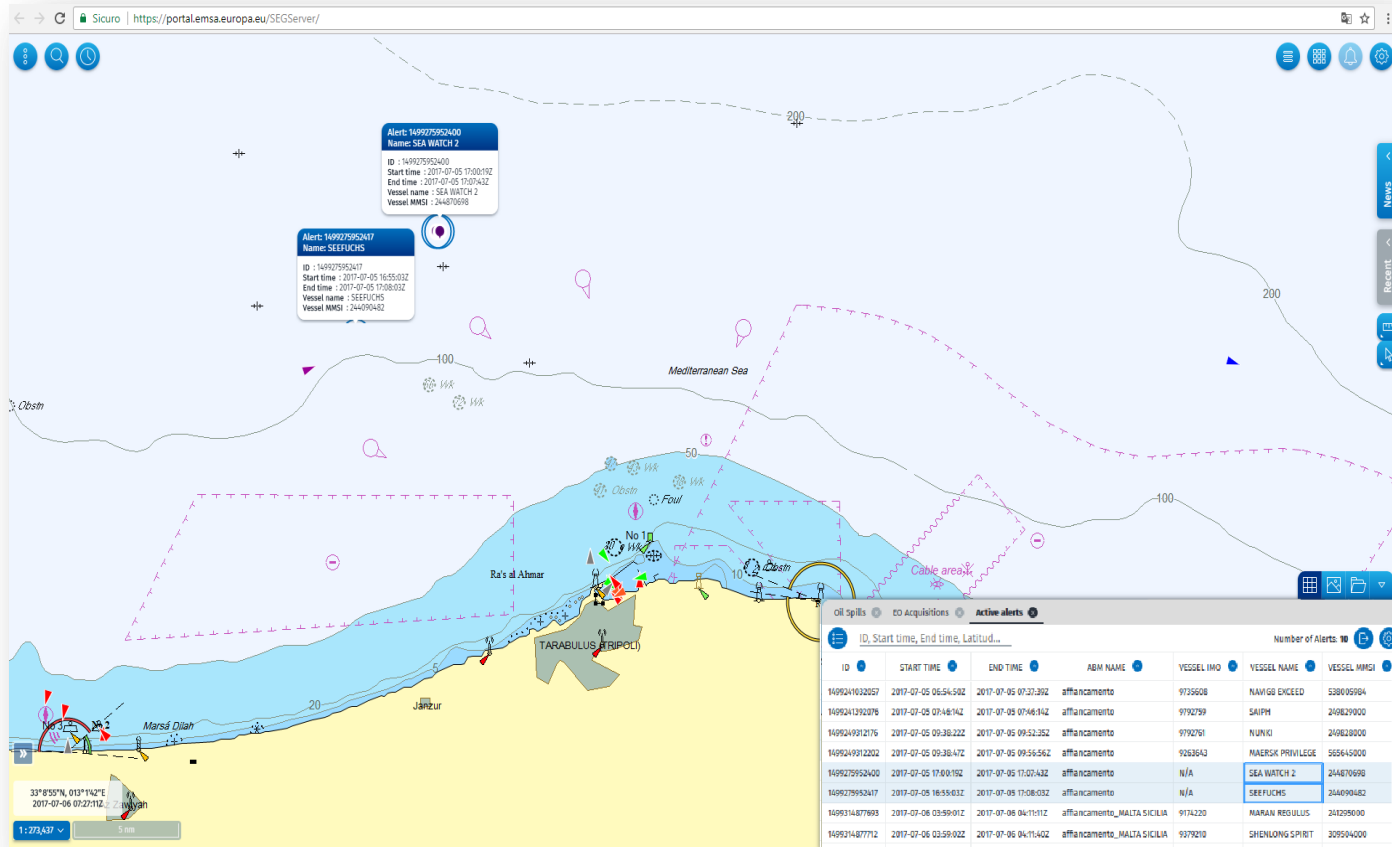 Sicuro | https://portal.emsa.europa.eu/SEGServer/
200
Alert: 1499275952400
Name: SEA WATCH 2
ID : 1499275952400
Start time : 2017-07-05 17:00:19Z
End time : 2017-07-05 17:07:43Z
Vessel name : SEA WATCH 2
Vessel MMSI : 244870698
News
Alert: 1499275952417
Name: SEEFUCHS
ID : 1499275952417
Start time : 2017-07-05 16:55:03Z
End time : 2017-07-05 17:08:03Z
Vessel name : SEEFUCHS
Vessel MMSI : 244090482
Recent
200
100
Mediterranean Sea
Wk
Wk
Obstn
50
Wk
Wk
Obstn
Foul
100
No 1
Wk
Ra's al Ahmar
10
Obstn
Cable area
TARABULUS (TRIPOLI)
5
20
Janzur
No 3
No 2
Marsá Dilah
33°8'55"N, 013°1'42"E
2017-07-06 07:27:11Z
Zawiyah
1 : 273,437
5 nm
Oil Spills EO Acquisitions Active alerts
ID, Start time, End time, Latitud... Number of Alerts: 10
ID START TIME END TIME ABM NAME VESSEL IMO VESSEL NAME VESSEL MMSI
1499241032057 2017-07-05 06:54:50Z 2017-07-05 07:37:39Z affiancamento 9735608 NAVIG8 EXCEED 538005984
1499241392076 2017-07-05 07:46:14Z 2017-07-05 07:46:14Z affiancamento 9792759 SAIPH 249829000
1499249312176 2017-07-05 09:38:22Z 2017-07-05 09:52:35Z affiancamento 9792761 NUNKI 249828000
1499249312202 2017-07-05 09:38:47Z 2017-07-05 09:56:56Z affiancamento 9263643 MAERSK PRIVILEGE 565645000
1499275952400 2017-07-05 17:00:19Z 2017-07-05 17:07:43Z affiancamento N/A SEA WATCH 2 244870698
1499275952417 2017-07-05 16:55:03Z 2017-07-05 17:08:03Z affiancamento N/A SEEFUCHS 244090482
1499314877693 2017-07-06 03:59:01Z 2017-07-06 04:11:11Z affiancamento_MALTA SICILIA 9174220 MARAN REGULUS 241295000
1499314877712 2017-07-06 03:59:02Z 2017-07-06 04:11:40Z affiancamento_MALTA SICILIA 9379210 SHENLONG SPIRIT 309504000